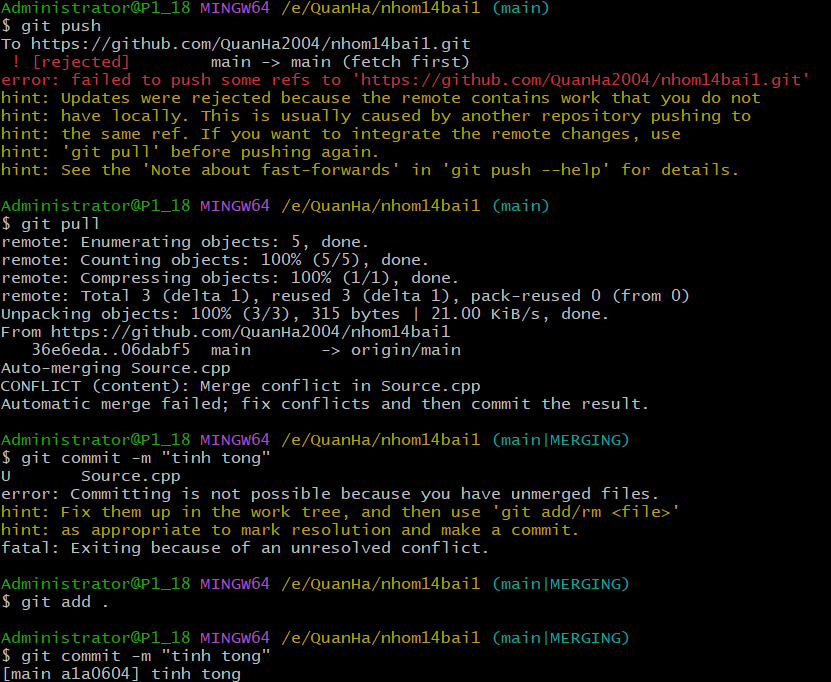 Administrator@P1_18 MINGW64 /e/QuanHa/nhom14bai1 (main)
$ git push
To https://github.com/QuanHa2004/nhom14bai1.git
 ! [rejected]        main -> main (fetch first)
error: failed to push some refs to 'https://github.com/QuanHa2004/nhom14bai1.git'
hint: Updates were rejected because the remote contains work that you do not
hint: have locally. This is usually caused by another repository pushing to
hint: the same ref. If you want to integrate the remote changes, use
hint: 'git pull' before pushing again.
hint: See the 'Note about fast-forwards' in 'git push --help' for details.

Administrator@P1_18 MINGW64 /e/QuanHa/nhom14bai1 (main)
$ git pull
remote: Enumerating objects: 5, done.
remote: Counting objects: 100% (5/5), done.
remote: Compressing objects: 100% (1/1), done.
remote: Total 3 (delta 1), reused 3 (delta 1), pack-reused 0 (from 0)
Unpacking objects: 100% (3/3), 315 bytes | 21.00 KiB/s, done.
From https://github.com/QuanHa2004/nhom14bai1
   36e6eda..06dabf5  main       -> origin/main
Auto-merging Source.cpp
CONFLICT (content): Merge conflict in Source.cpp
Automatic merge failed; fix conflicts and then commit the result.

Administrator@P1_18 MINGW64 /e/QuanHa/nhom14bai1 (main|MERGING)
$ git commit -m "tinh tong"
U       Source.cpp
error: Committing is not possible because you have unmerged files.
hint: Fix them up in the work tree, and then use 'git add/rm <file>'
hint: as appropriate to mark resolution and make a commit.
fatal: Exiting because of an unresolved conflict.

Administrator@P1_18 MINGW64 /e/QuanHa/nhom14bai1 (main|MERGING)
$ git add .

Administrator@P1_18 MINGW64 /e/QuanHa/nhom14bai1 (main|MERGING)
$ git commit -m "tinh tong"
[main a1a0604] tinh tong